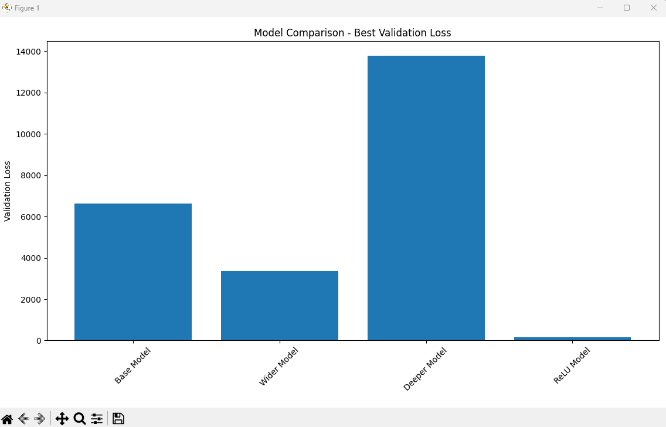 Figure 1
Model Comparison - Best Validation Loss
Validation Loss
14000
12000
10000
8000
6000
4000
2000
0
Base Model
Wider Model
Deeper Model
ReLU Model